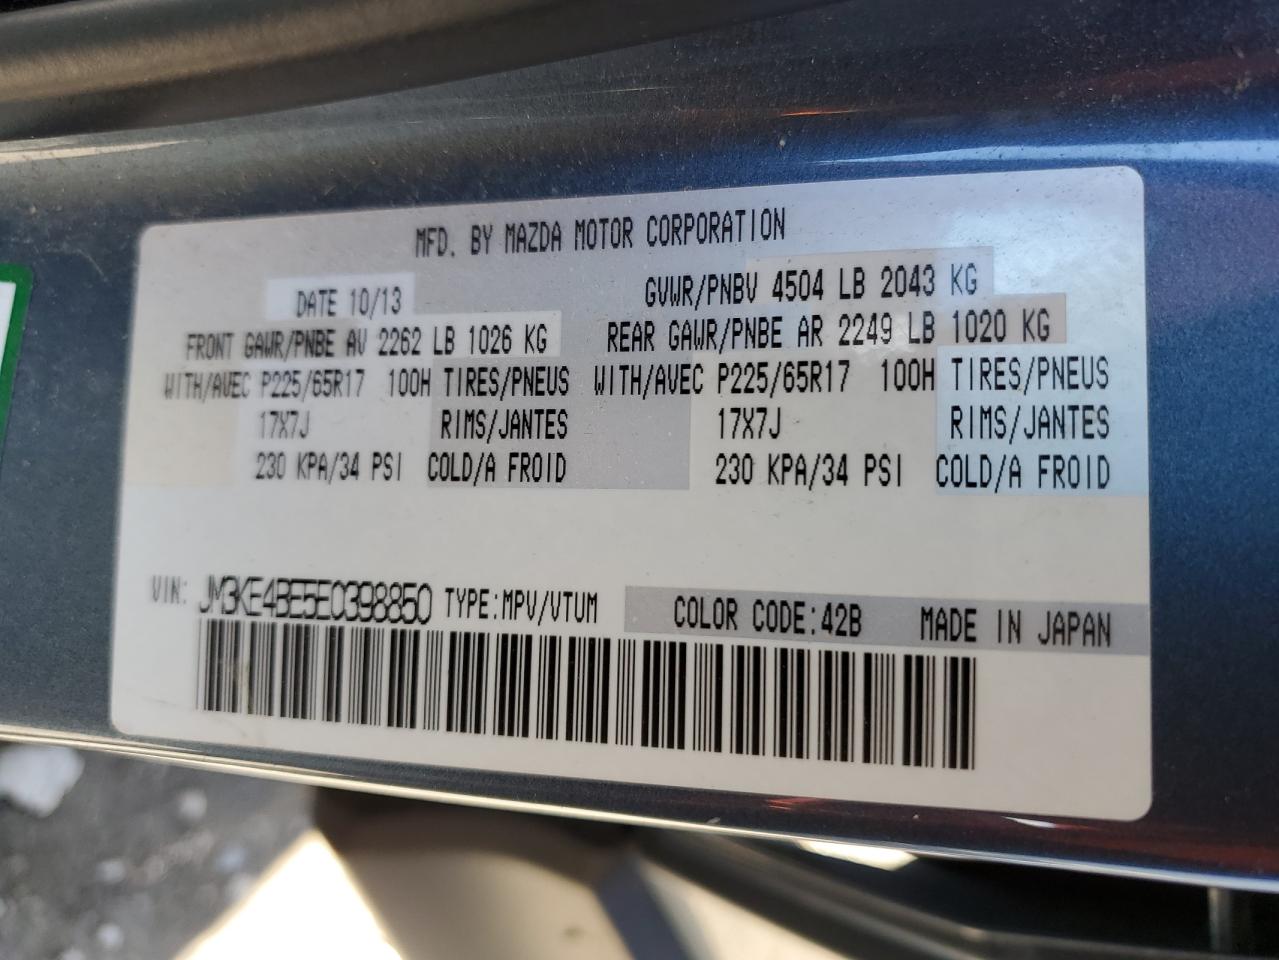 MFD. BY MAZDA MOTOR CORPORATION
DATE 10/13 GVWR/PNBV 4504 LB 2043 KG
FRONT GAWR/PNBE AV 2262 LB 1026 KG REAR GAWR/PNBE AR 2249 LB 1020 KG
WITH/AVEC P225/65R17 100H TIRES/PNEUS WITH/AVEC P225/65R17 100H TIRES/PNEUS
17X7J RIMS/JANTES 17X7J RIMS/JANTES
230 KPA/34 PSI COLD/A FROID 230 KPA/34 PSI COLD/A FROID
VIN: JM3KE4BE5E0398850 TYPE:MPV/VTUM COLOR CODE:42B MADE IN JAPAN